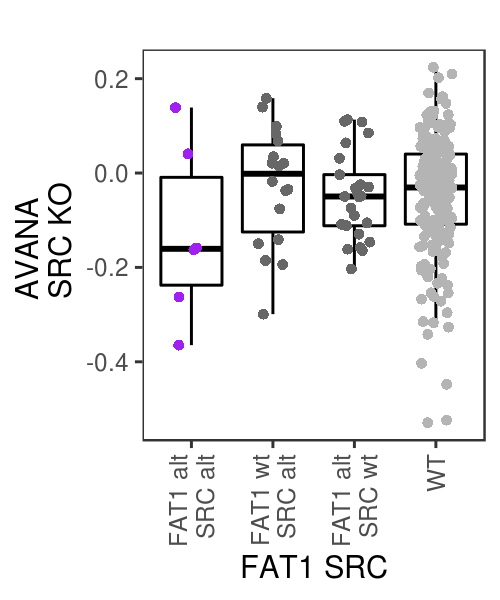 AVANA
SRC KO
0.2
0.0
-0.2
-0.4
FAT1 alt
SRC alt
FAT1 wt
SRC alt
FAT1 alt
SRC wt
WT
FAT1 SRC